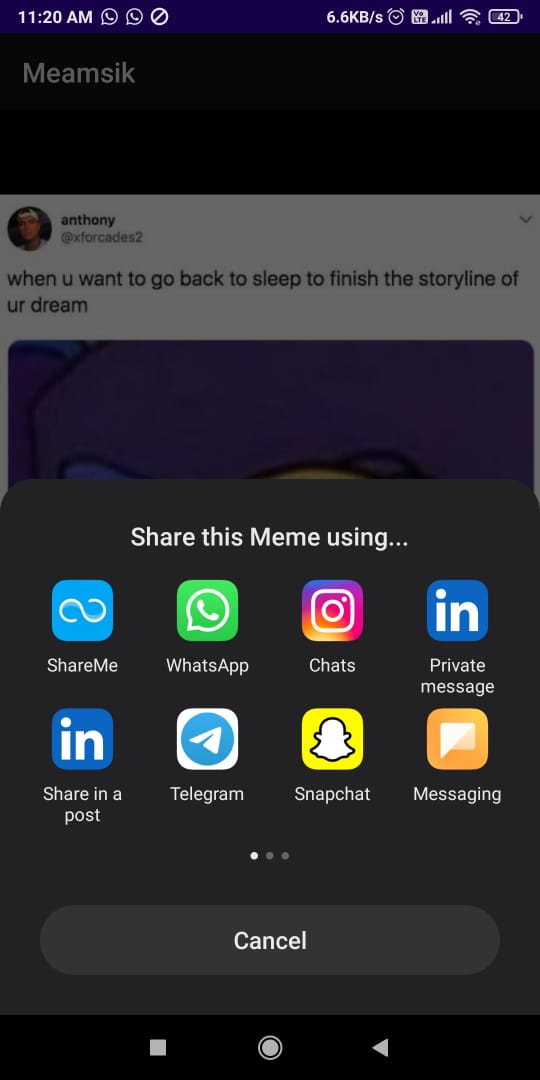 11:20 AM 6.6KB/s Vo LTE 42
Meamsik
anthony
@xforcades2
when u want to go back to sleep to finish the storyline of
ur dream
Share this Meme using...
ShareMe WhatsApp Chats Private
message
Share in a Telegram Snapchat Messaging
post
Cancel